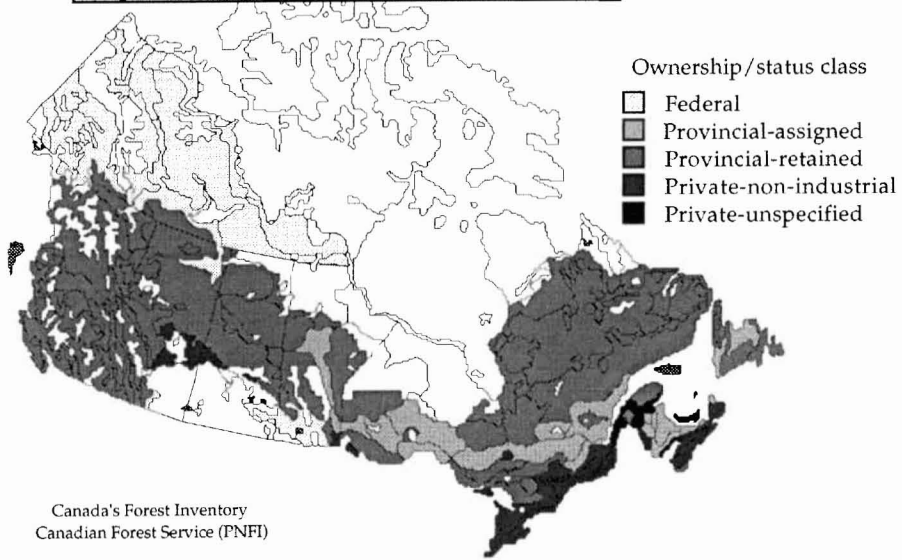 Ownership/status class
Federal
Provincial-assigned
Provincial-retained
Private-non-industrial
Private-unspecified
Canada's Forest Inventory
Canadian Forest Service (PNFI)